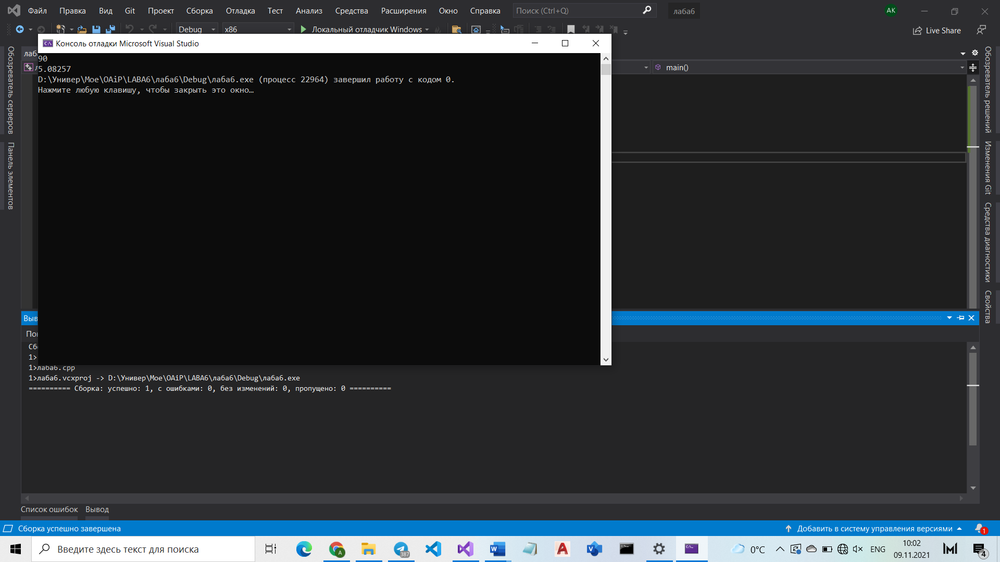 Файл Правка Вид Git Проект Сборка Отладка Тест Анализ Средства Расширения Окно Справка Поиск (Ctrl+Q) лаба6 AK
Debug x86 Локальный отладчик Windows Live Share
Консоль отладки Microsoft Visual Studio
90
5.08257
D:\Универ\Мое\OAiP\LABA6\лаба6\Debug\лаба6.exe (процесс 22964) завершил работу с кодом 0.
Нажмите любую клавишу, чтобы закрыть это окно…
лаб
main()
Обозреватель серверов
Панель элементов
Обозреватель решений
Изменения Git
Средства диагностики
Свойства
Выв
Пок
Сб
1>
1>лаба6.cpp
1>лаба6.vcxproj -> D:\Универ\Мое\OAiP\LABA6\лаба6\Debug\лаба6.exe
========== Сборка: успешно: 1, с ошибками: 0, без изменений: 0, пропущено: 0 ==========
Список ошибок Вывод
Сборка успешно завершена Добавить в систему управления версиями 1
Введите здесь текст для поиска 387 0°C ENG 10:02 4
09.11.2021